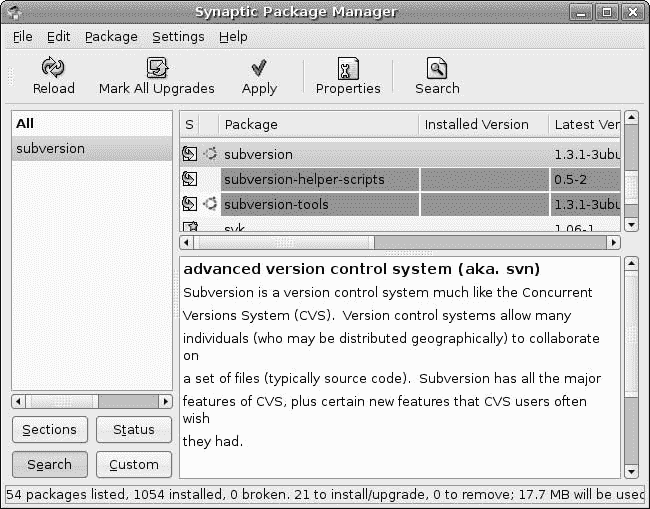 Synaptic Package Manager
File Edit Package Settings Help
Reload Mark All Upgrades Apply Properties Search
All
subversion
S Package Installed Version Latest Ver
subversion 1.3.1-3ubu
subversion-helper-scripts 0.5-2
subversion-tools 1.3.1-3ubu
svk 1.06-1
advanced version control system (aka. svn)
Subversion is a version control system much like the Concurrent
Versions System (CVS). Version control systems allow many
individuals (who may be distributed geographically) to collaborate
on
a set of files (typically source code). Subversion has all the major
features of CVS, plus certain new features that CVS users often
wish
they had.
Sections Status
Search Custom
54 packages listed, 1054 installed, 0 broken. 21 to install/upgrade, 0 to remove; 17.7 MB will be used